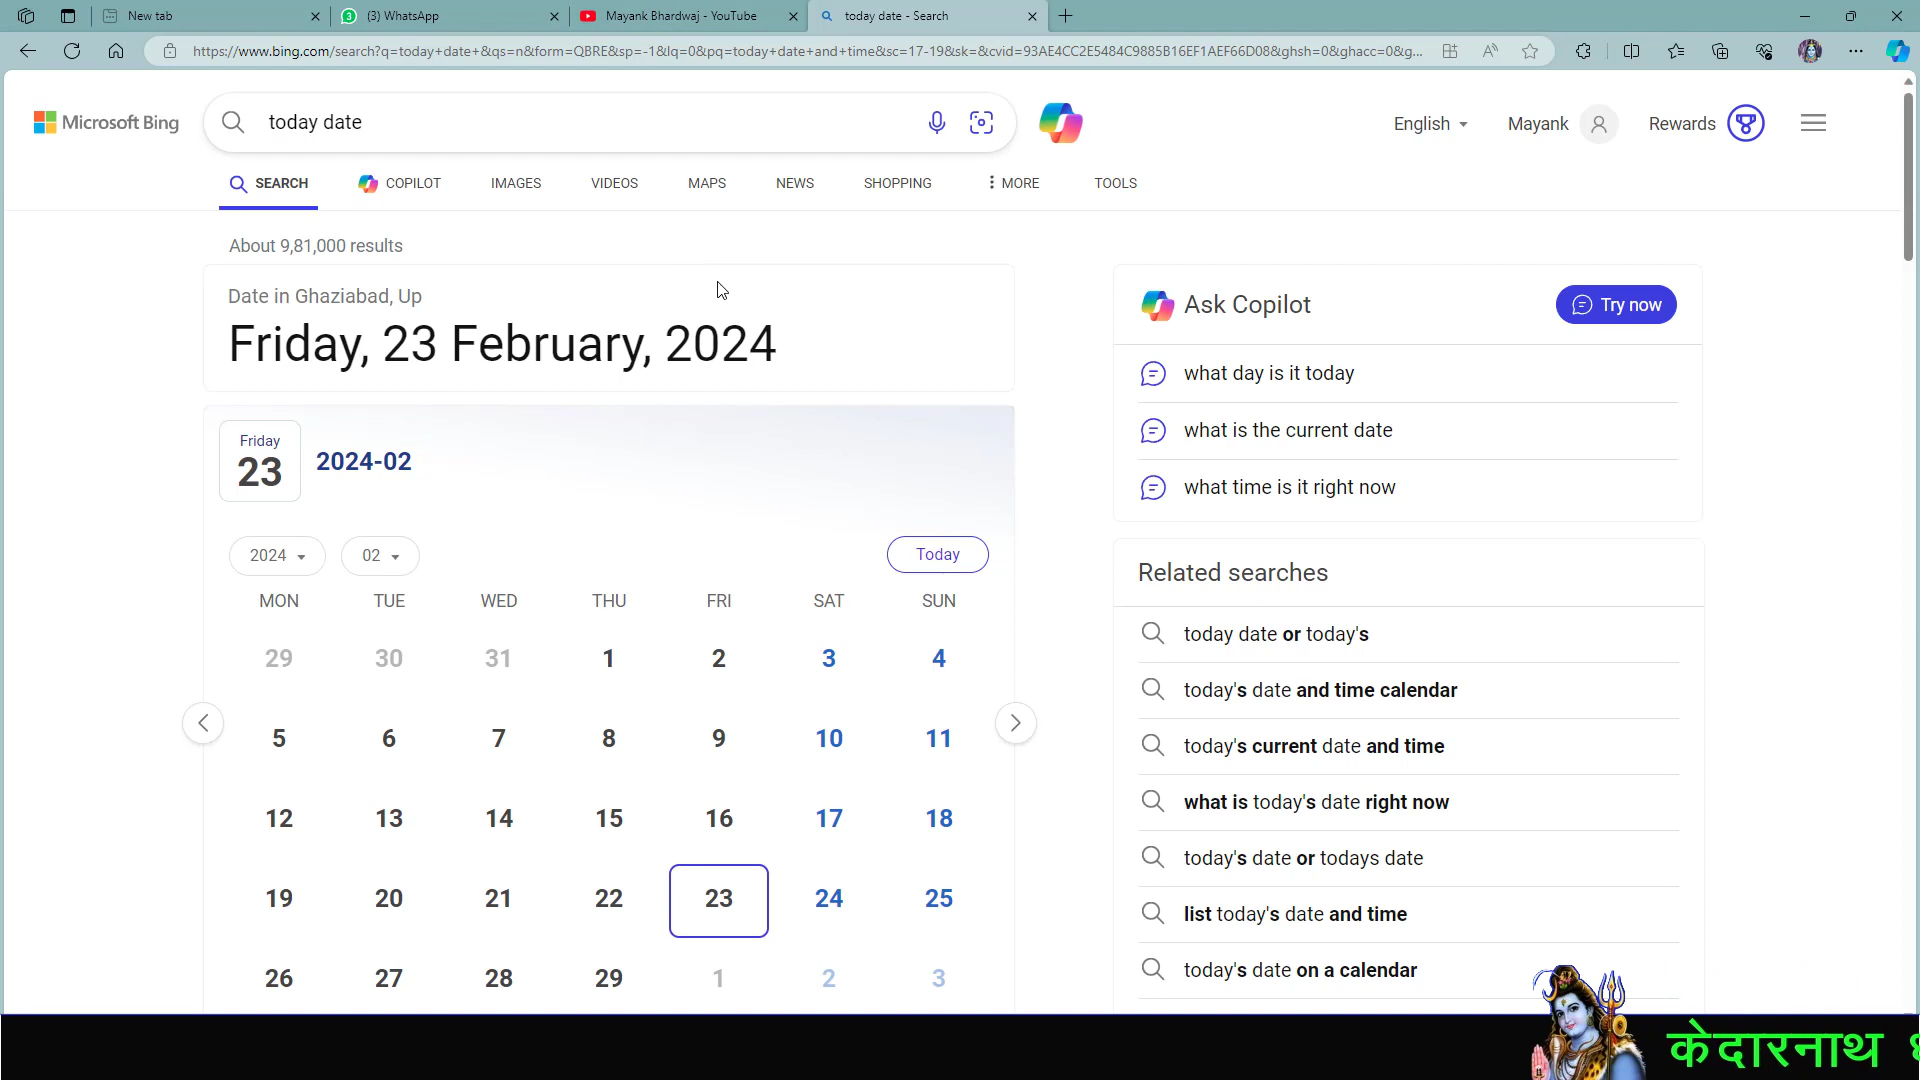 New tab
(3) WhatsApp
Mayank Bhardwaj - YouTube
today date - Search
https://www.bing.com/search?q=today+date+&qs=n&form=QBRE&sp=-1&lq=0&pq=today+date+and+time&sc=17-19&sk=&cvid=93AE4CC2E5484C9885B16EF1AEF66D08&ghsh=0&ghacc=0&g...
Microsoft Bing
today date
English
Mayank
Rewards
SEARCH
COPILOT
IMAGES
VIDEOS
MAPS
NEWS
SHOPPING
MORE
TOOLS
About 9,81,000 results
Date in Ghaziabad, Up
Friday, 23 February, 2024
Friday
23
2024-02
2024
02
Today
MON TUE WED THU FRI SAT SUN
29 30 31 1 2 3 4
5 6 7 8 9 10 11
12 13 14 15 16 17 18
19 20 21 22 23 24 25
26 27 28 29 1 2 3
Ask Copilot
Try now
what day is it today
what is the current date
what time is it right now
Related searches
today date or today's
today's date and time calendar
today's current date and time
what is today's date right now
today's date or todays date
list today's date and time
today's date on a calendar
केदारनाथ